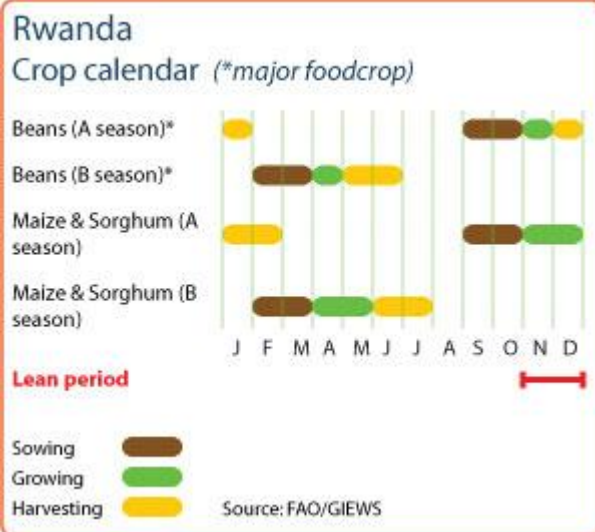 Rwanda
Crop calendar (*major foodcrop)
Beans (A season)*
Beans (B season)*
Maize & Sorghum (A
season)
Maize & Sorghum (B
season)
J F M A M J J A S O N D
Lean period
Sowing
Growing
Harvesting Source: FAO/GIEWS